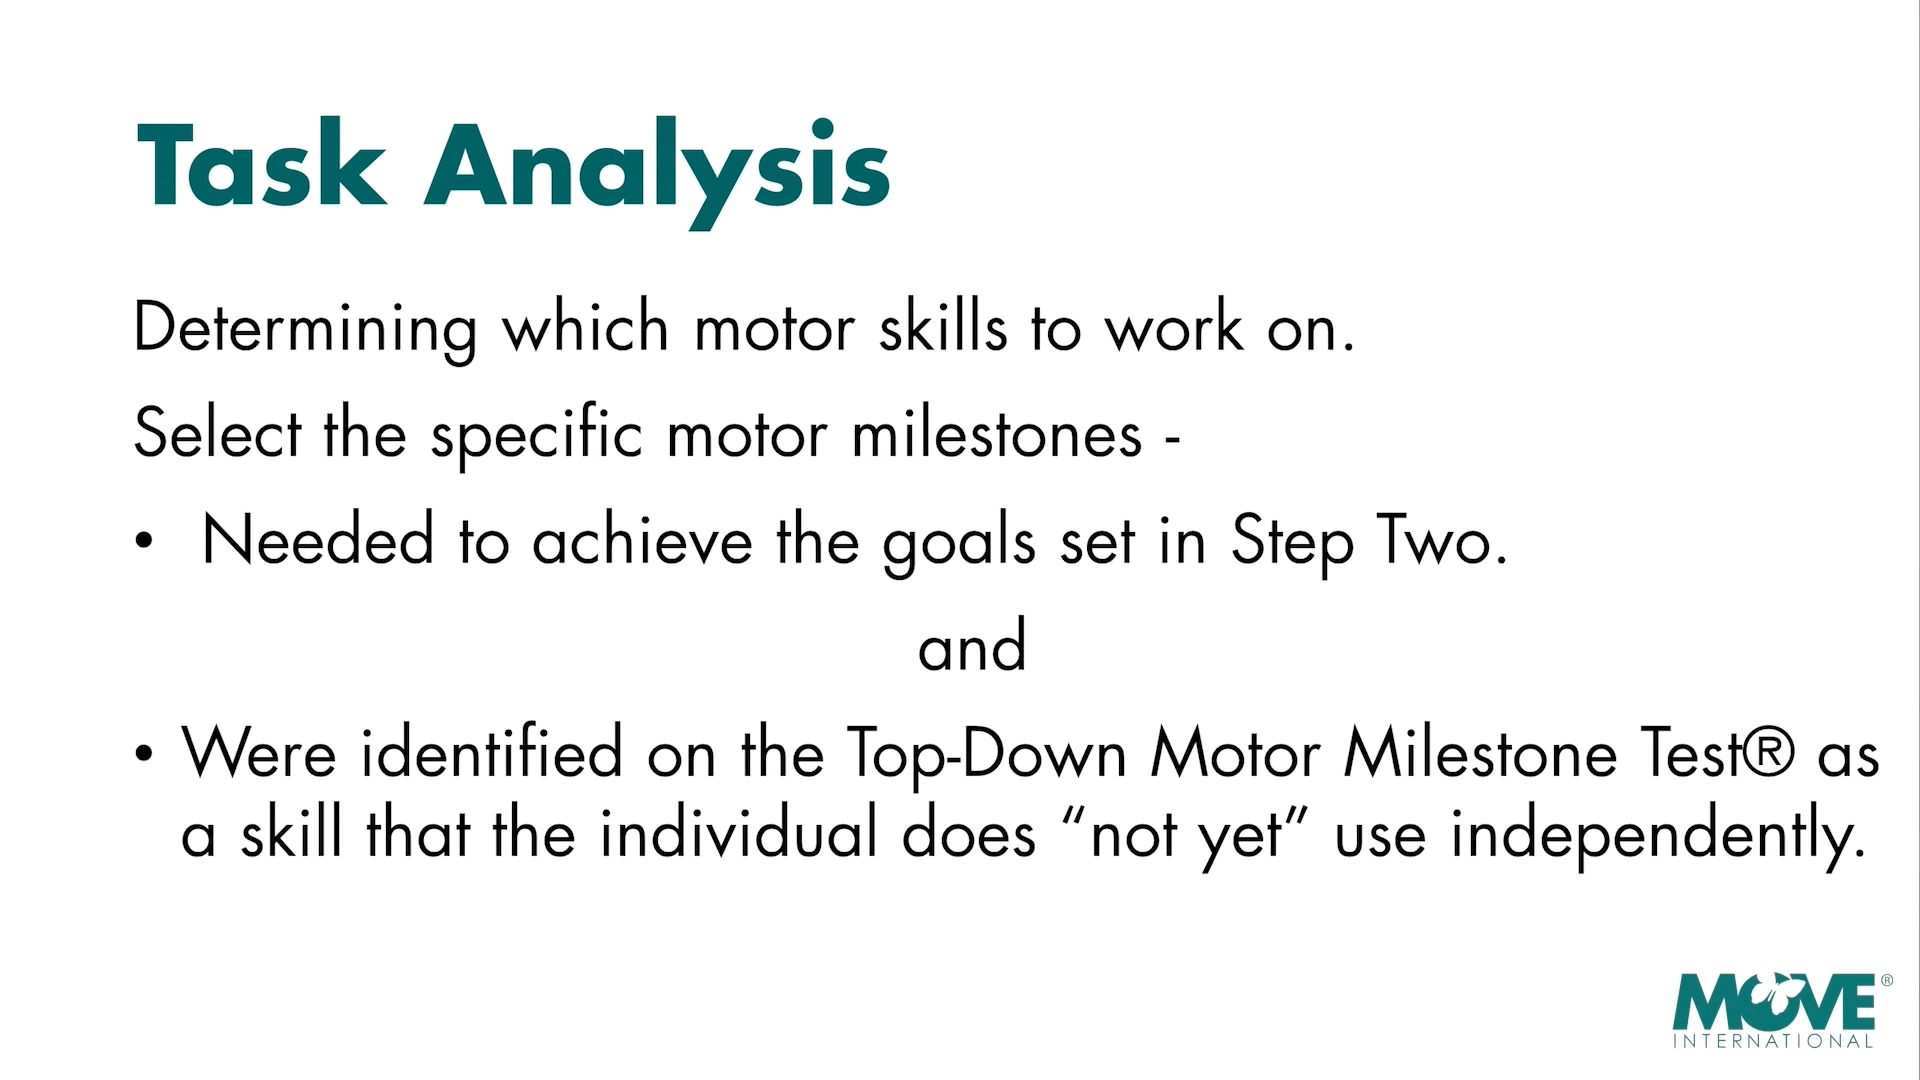 Task Analysis
Determining which motor skills to work on.
Select the specific motor milestones -
• Needed to achieve the goals set in Step Two.
and
• Were identified on the Top-Down Motor Milestone Test® as
a skill that the individual does “not yet” use independently.
MOVE®
INTERNATIONAL